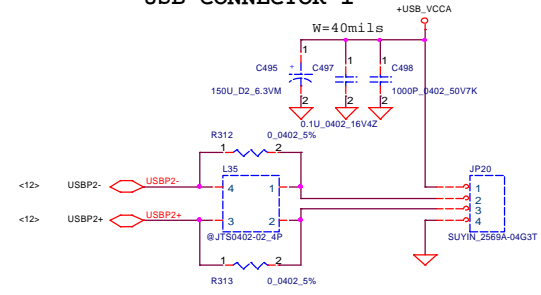 USB CONNECTOR 1
+USB_VCCA
W=40mils
1 1 1
C495 + C497 C498
150U_D2_6.3VM 1000P_0402_50V7K
2 2 2
0.1U_0402_16V4Z
R312 0_0402_5%
1 2
L35 JP20
<12> USBP2- USBP2- 4 1 1
2
3
<12> USBP2+ USBP2+ 3 2 4
@JTS0402-02_4P SUYIN_2569A-04G3T
1 2
R313 0_0402_5%